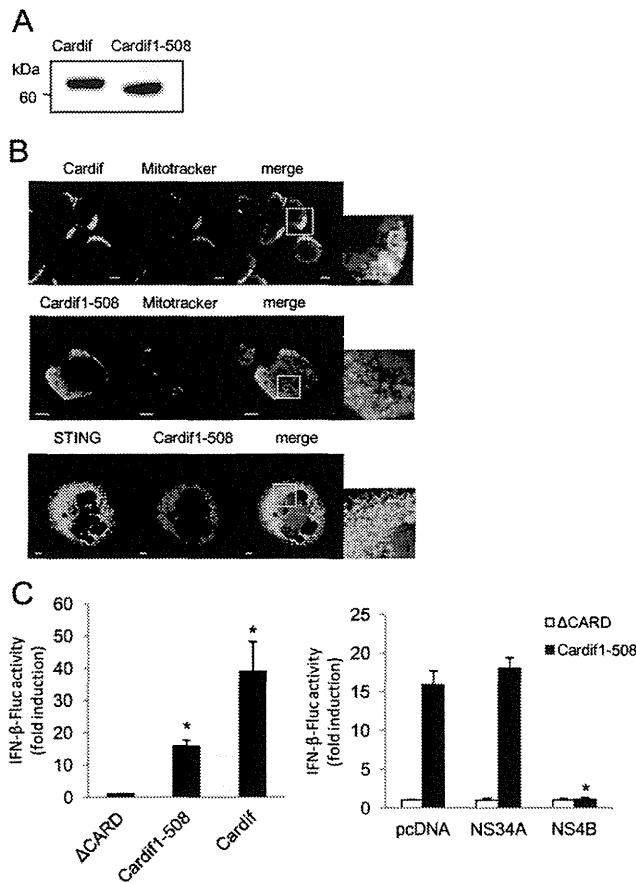 A
Cardif Cardif1-508
kDa
60
B
Cardif Mitotracker merge
Cardif1-508 Mitotracker merge
STING Cardif1-508 merge
C
IFN-β-Fluc activity
(fold induction)
60
50
40
30
20
10
0
*
*
ΔCARD Cardif1-508 Cardif
IFN-β-Fluc activity
(fold induction)
25
20
15
10
5
0
ΔCARD
Cardif1-508
*
pcDNA NS34A NS4B